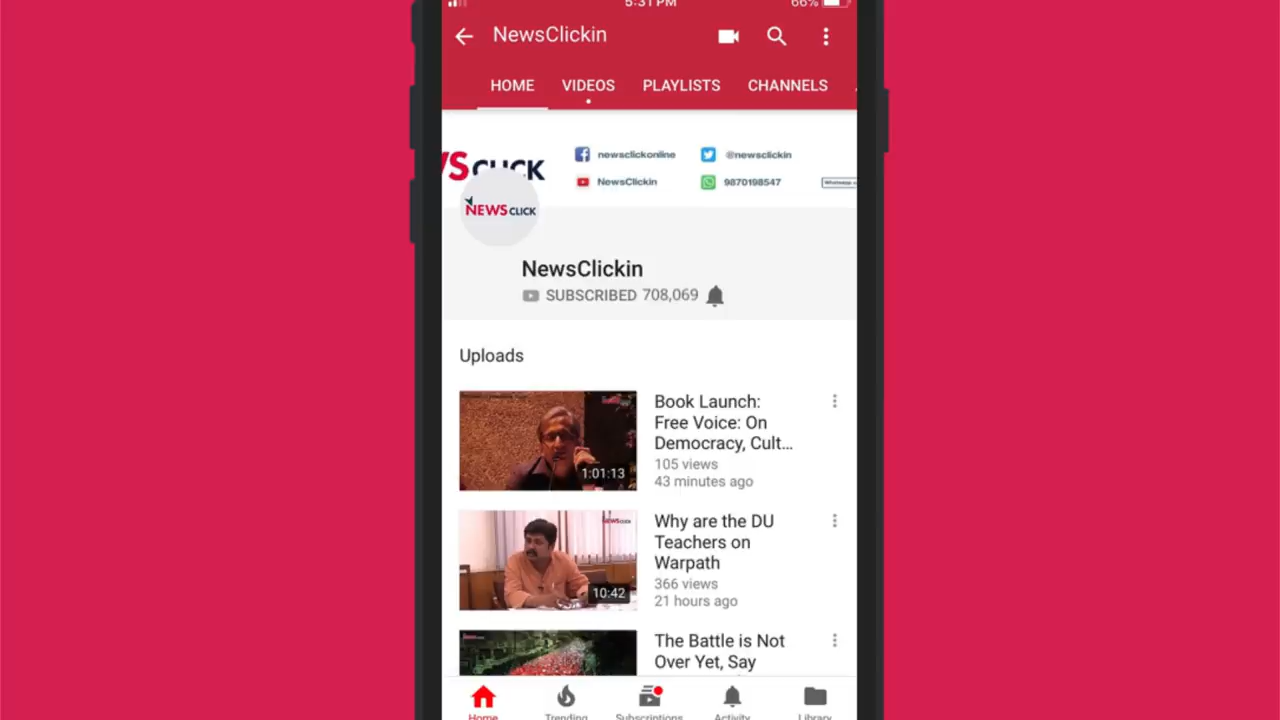 5:31 PM
66%
NewsClickin
HOME VIDEOS PLAYLISTS CHANNELS
CLICK
newsclickonline @newsclickin
NewsClickin 9870198547
NEWS CLICK
NewsClickin
SUBSCRIBED 708,069
Uploads
Book Launch:
Free Voice: On
Democracy, Cult...
105 views
43 minutes ago
1:01:13
Why are the DU
Teachers on
Warpath
366 views
21 hours ago
NEWSCLICK
10:42
The Battle is Not
Over Yet, Say
Home Trending Subscriptions Activity Library